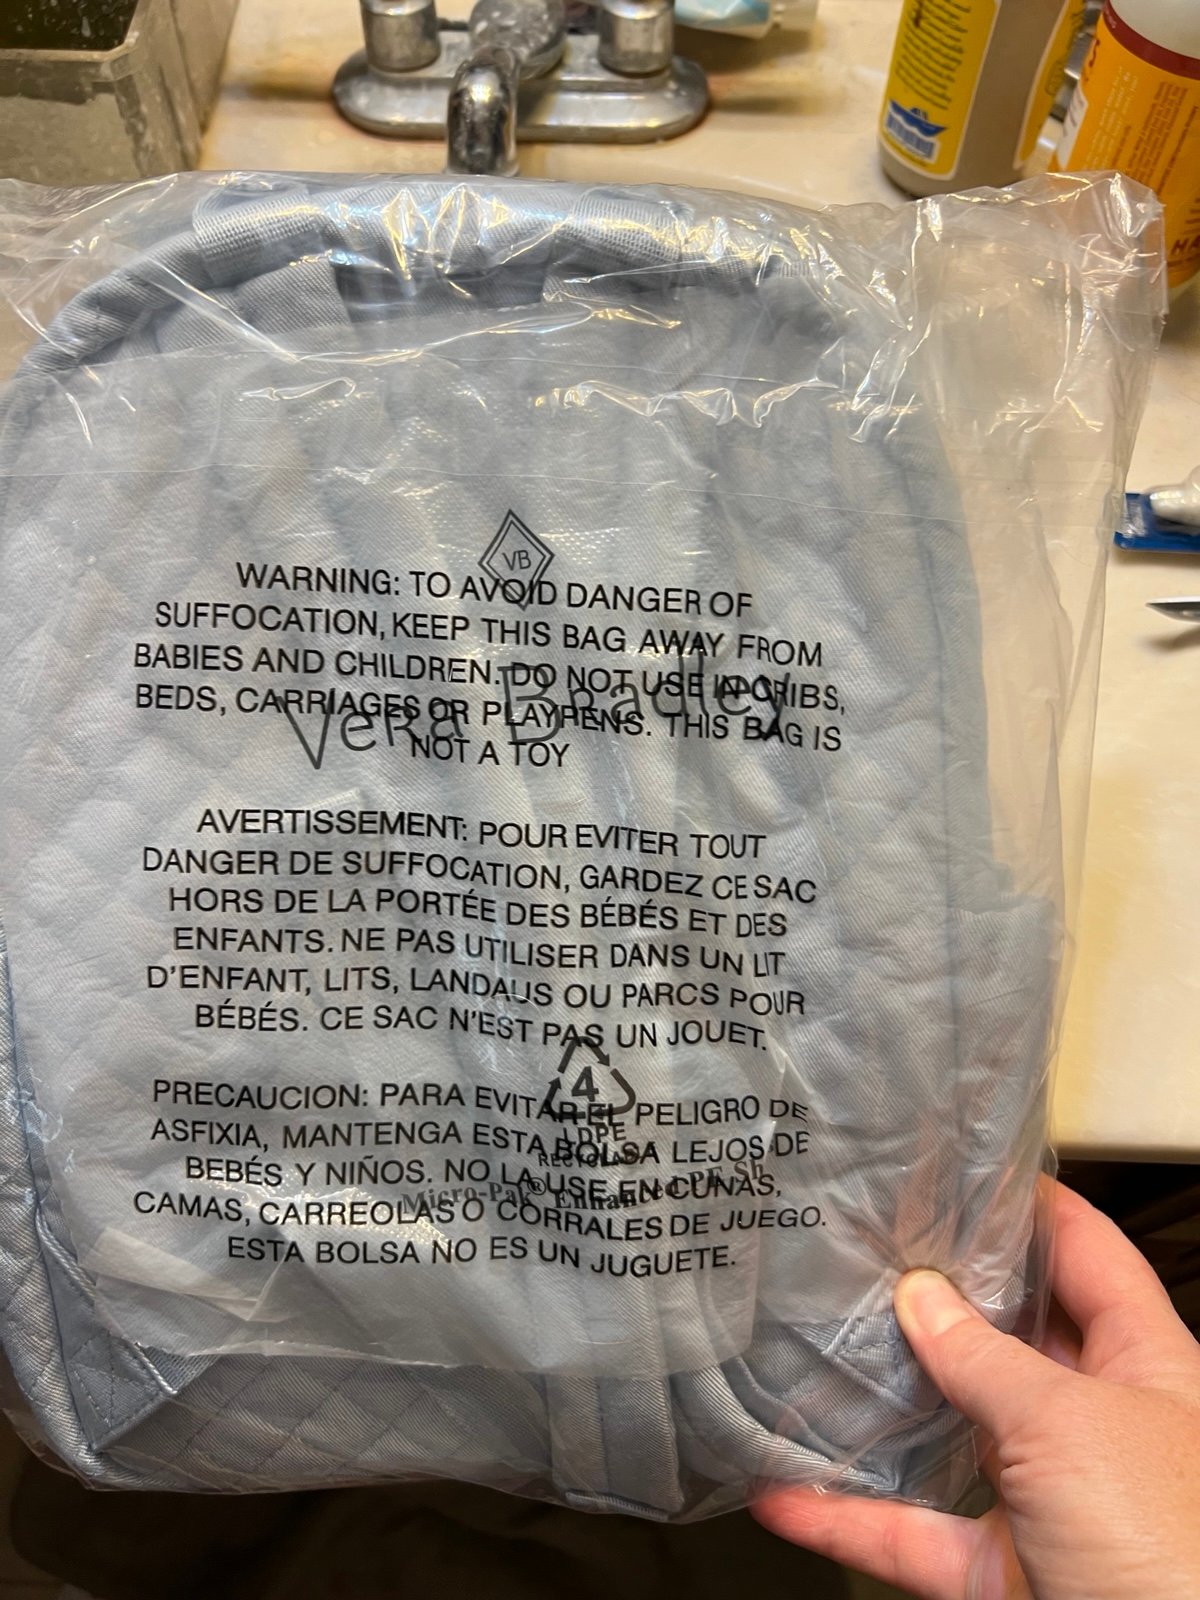 VB
WARNING: TO AVOID DANGER OF
SUFFOCATION, KEEP THIS BAG AWAY FROM
BABIES AND CHILDREN. DO NOT USE IN CRIBS,
BEDS, CARRIAGES OR PLAYPENS. THIS BAG IS
NOT A TOY
Vera Bradley
AVERTISSEMENT: POUR EVITER TOUT
DANGER DE SUFFOCATION, GARDEZ CE SAC
HORS DE LA PORTÉE DES BÉBÉS ET DES
ENFANTS. NE PAS UTILISER DANS UN LIT
D'ENFANT, LITS, LANDAUS OU PARCS POUR
BÉBÉS. CE SAC N'EST PAS UN JOUET.
4
LDPE
PRECAUCION: PARA EVITAR EL PELIGRO DE
ASFIXIA, MANTENGA ESTA BOLSA LEJOS DE
BEBÉS Y NIÑOS. NO LA USE EN CUNAS,
CAMAS, CARREOLAS O CORRALES DE JUEGO.
ESTA BOLSA NO ES UN JUGUETE.
Micro-Pak® Enhanced PE Sh